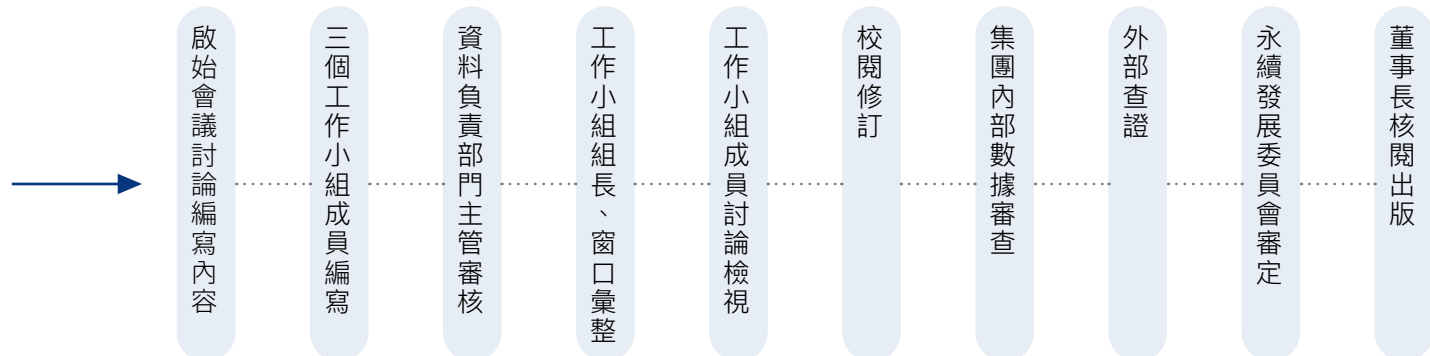 啟始會議討論編寫內容
三個工作小組成員編寫
資料負責部門主管審核
工作小組組長、窗口彙整
工作小組成員討論檢視
校閱修訂
集團內部數據審查
外部查證
永續發展委員會審定
董事長核閱出版